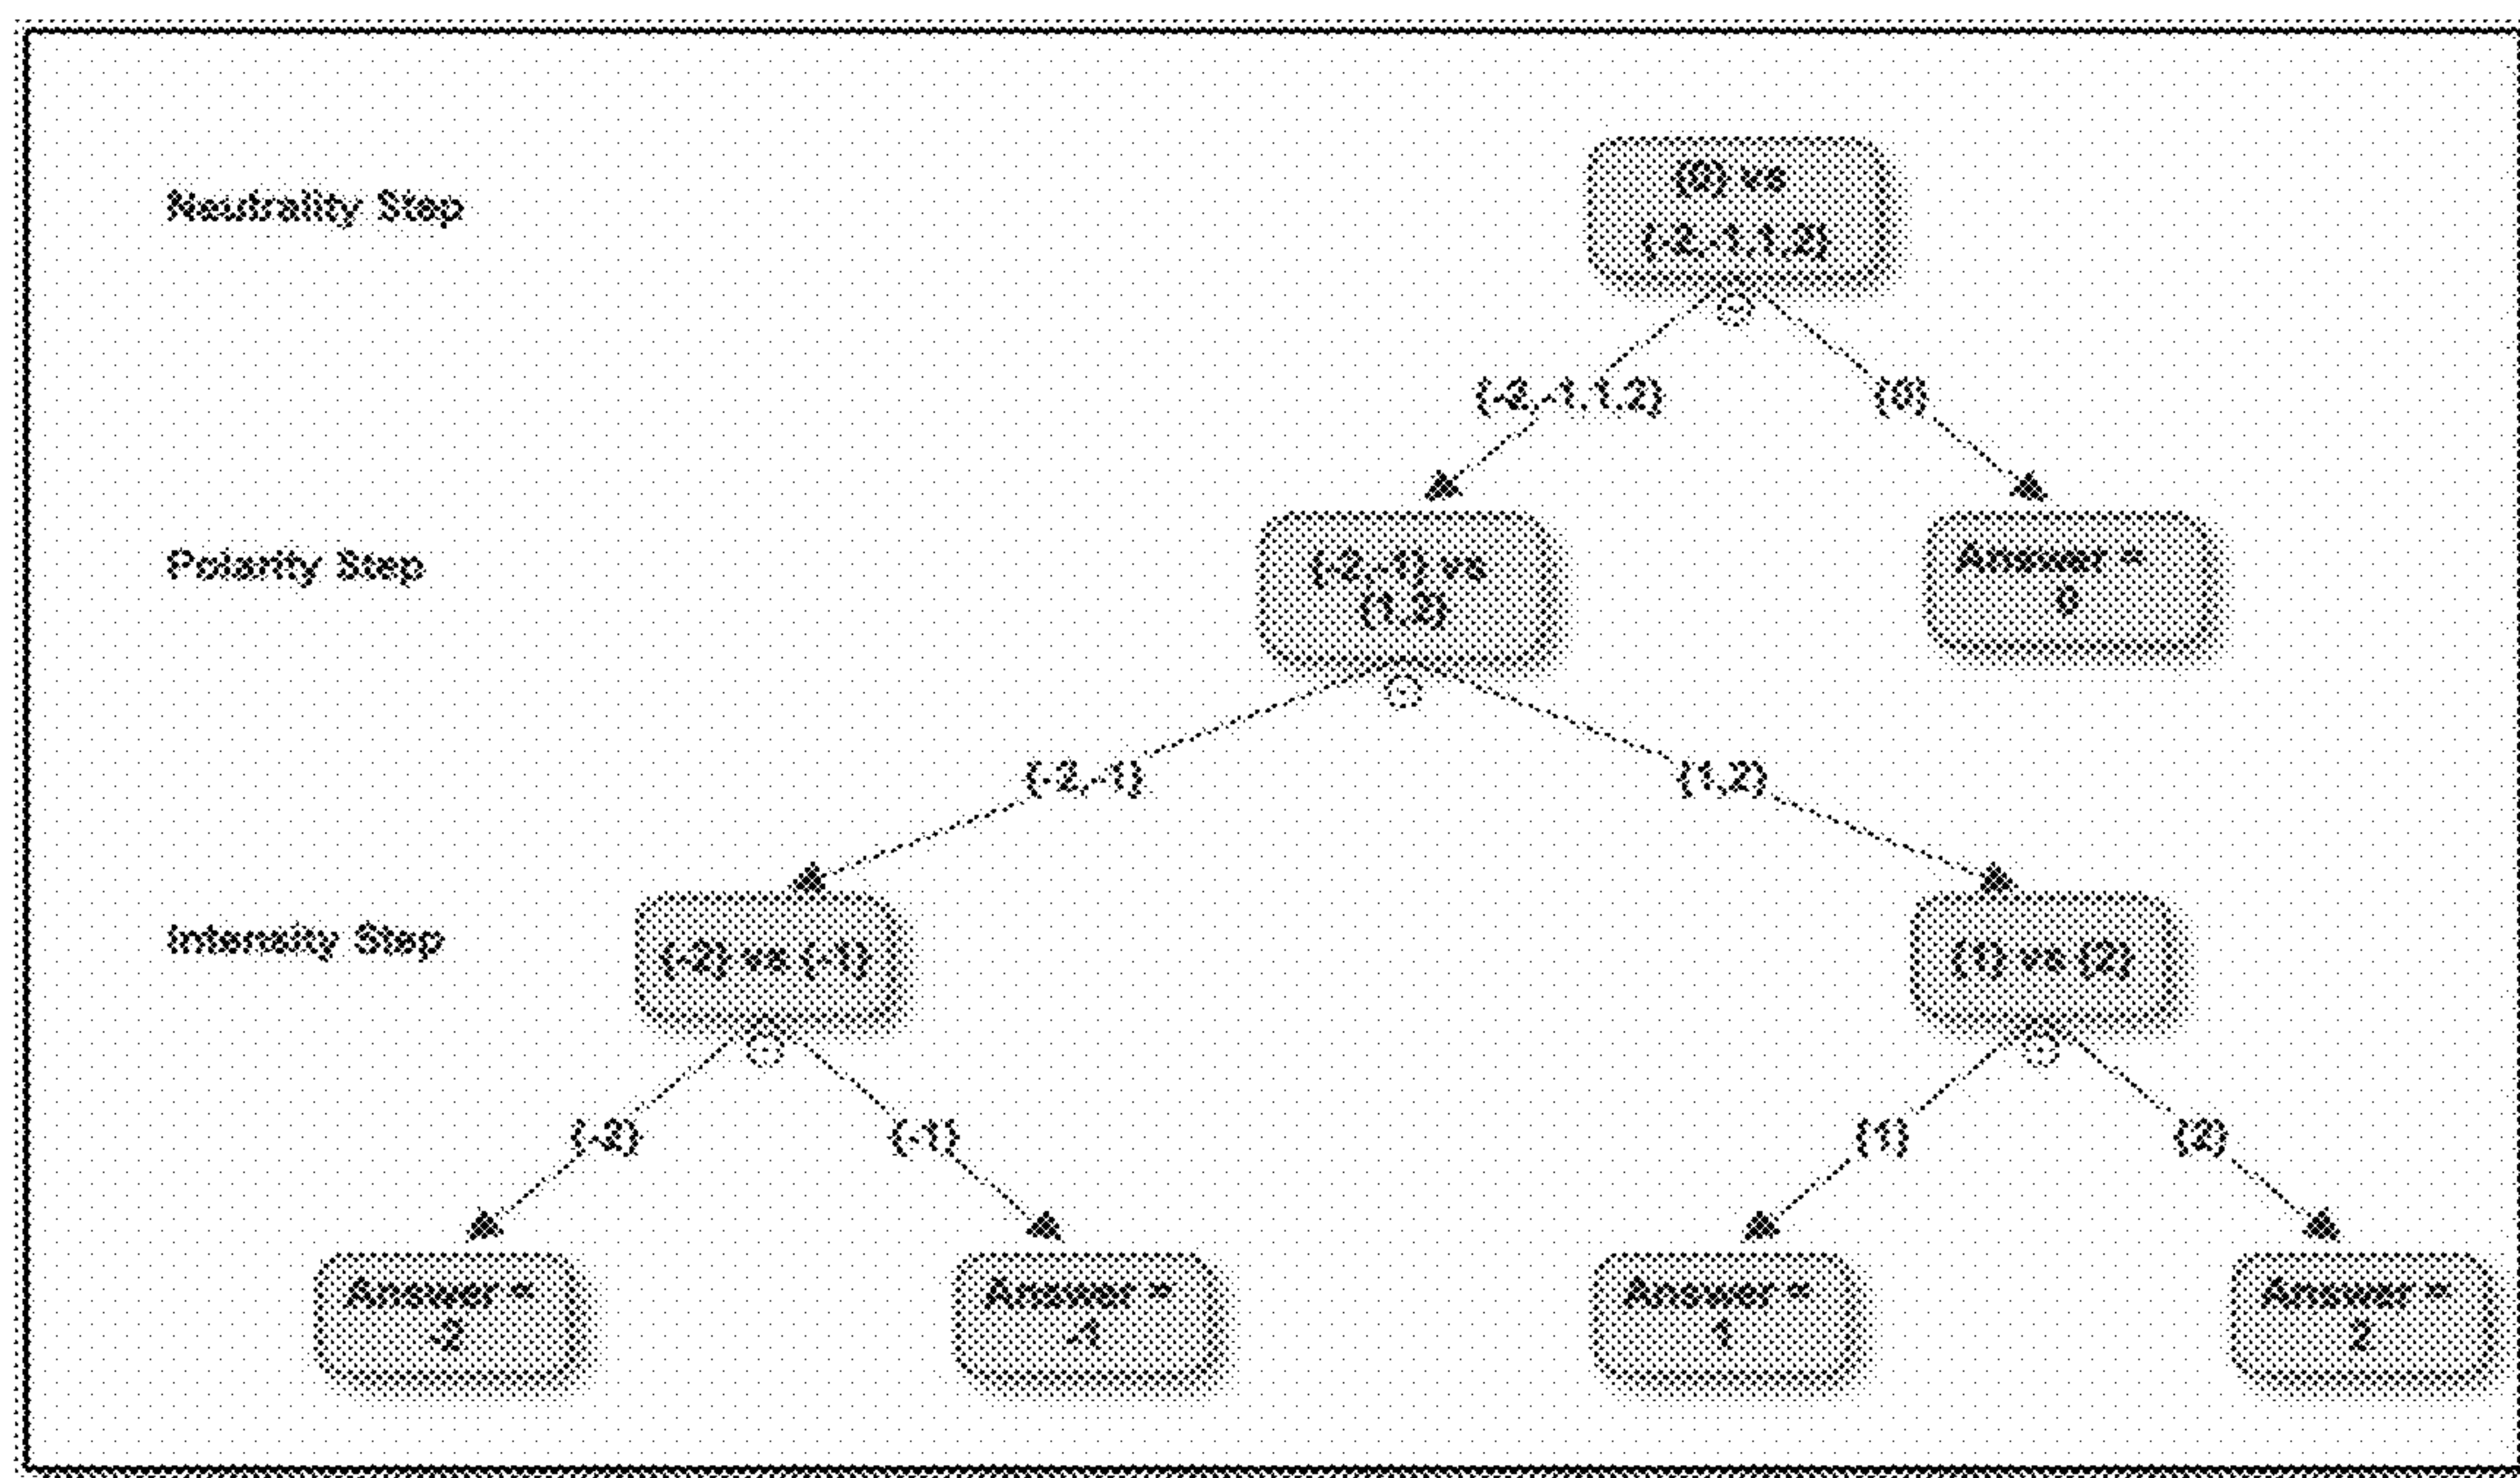 Neutrality Step
{0} vs
{-2,-1,1,2}
{-2,-1,1,2}
{0}
Polarity Step
{-2,-1} vs
{1,2}
Answer =
0
{-2,-1}
{1,2}
Intensity Step
{-2} vs {-1}
{1} vs {2}
{-2}
{-1}
{1}
{2}
Answer =
-2
Answer =
-1
Answer =
1
Answer =
2